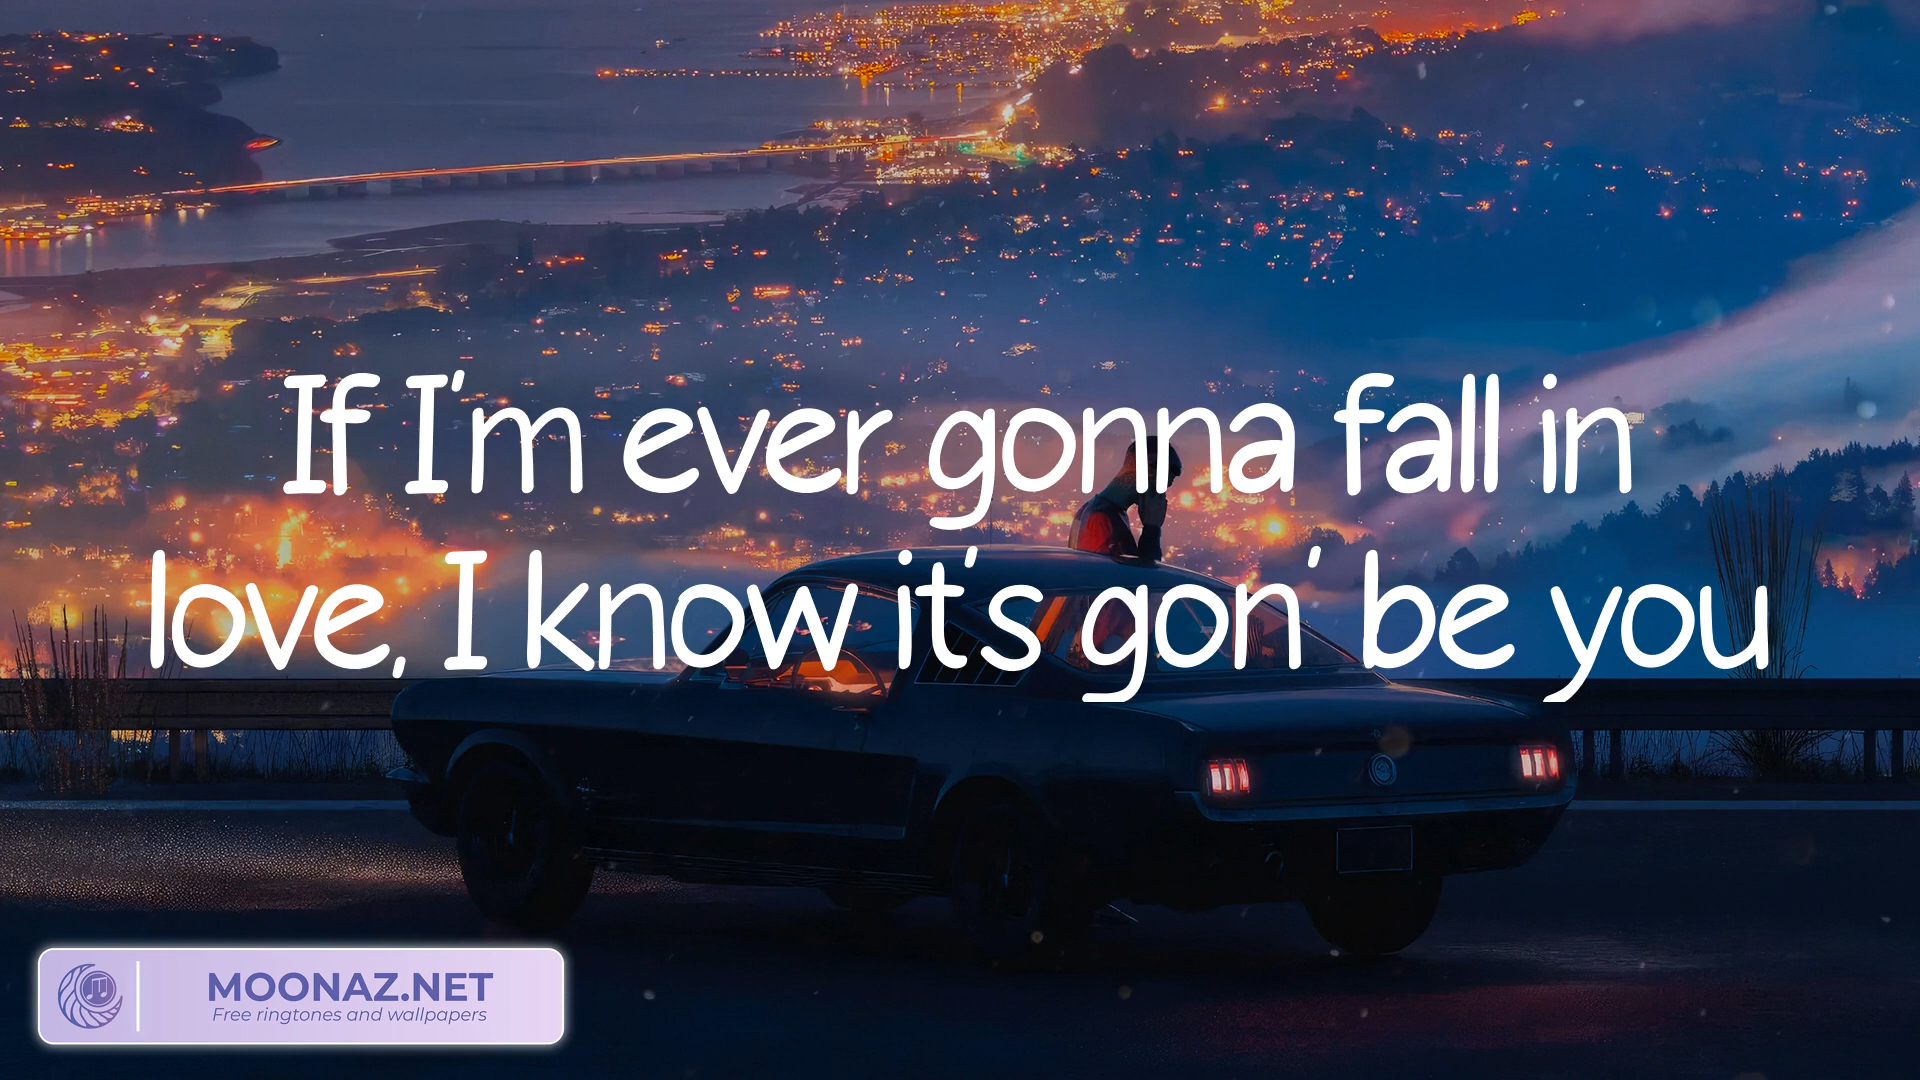 If I'm ever gonna fall in
love, I know it's gon' be you
MOONAZ.NET
Free ringtones and wallpapers